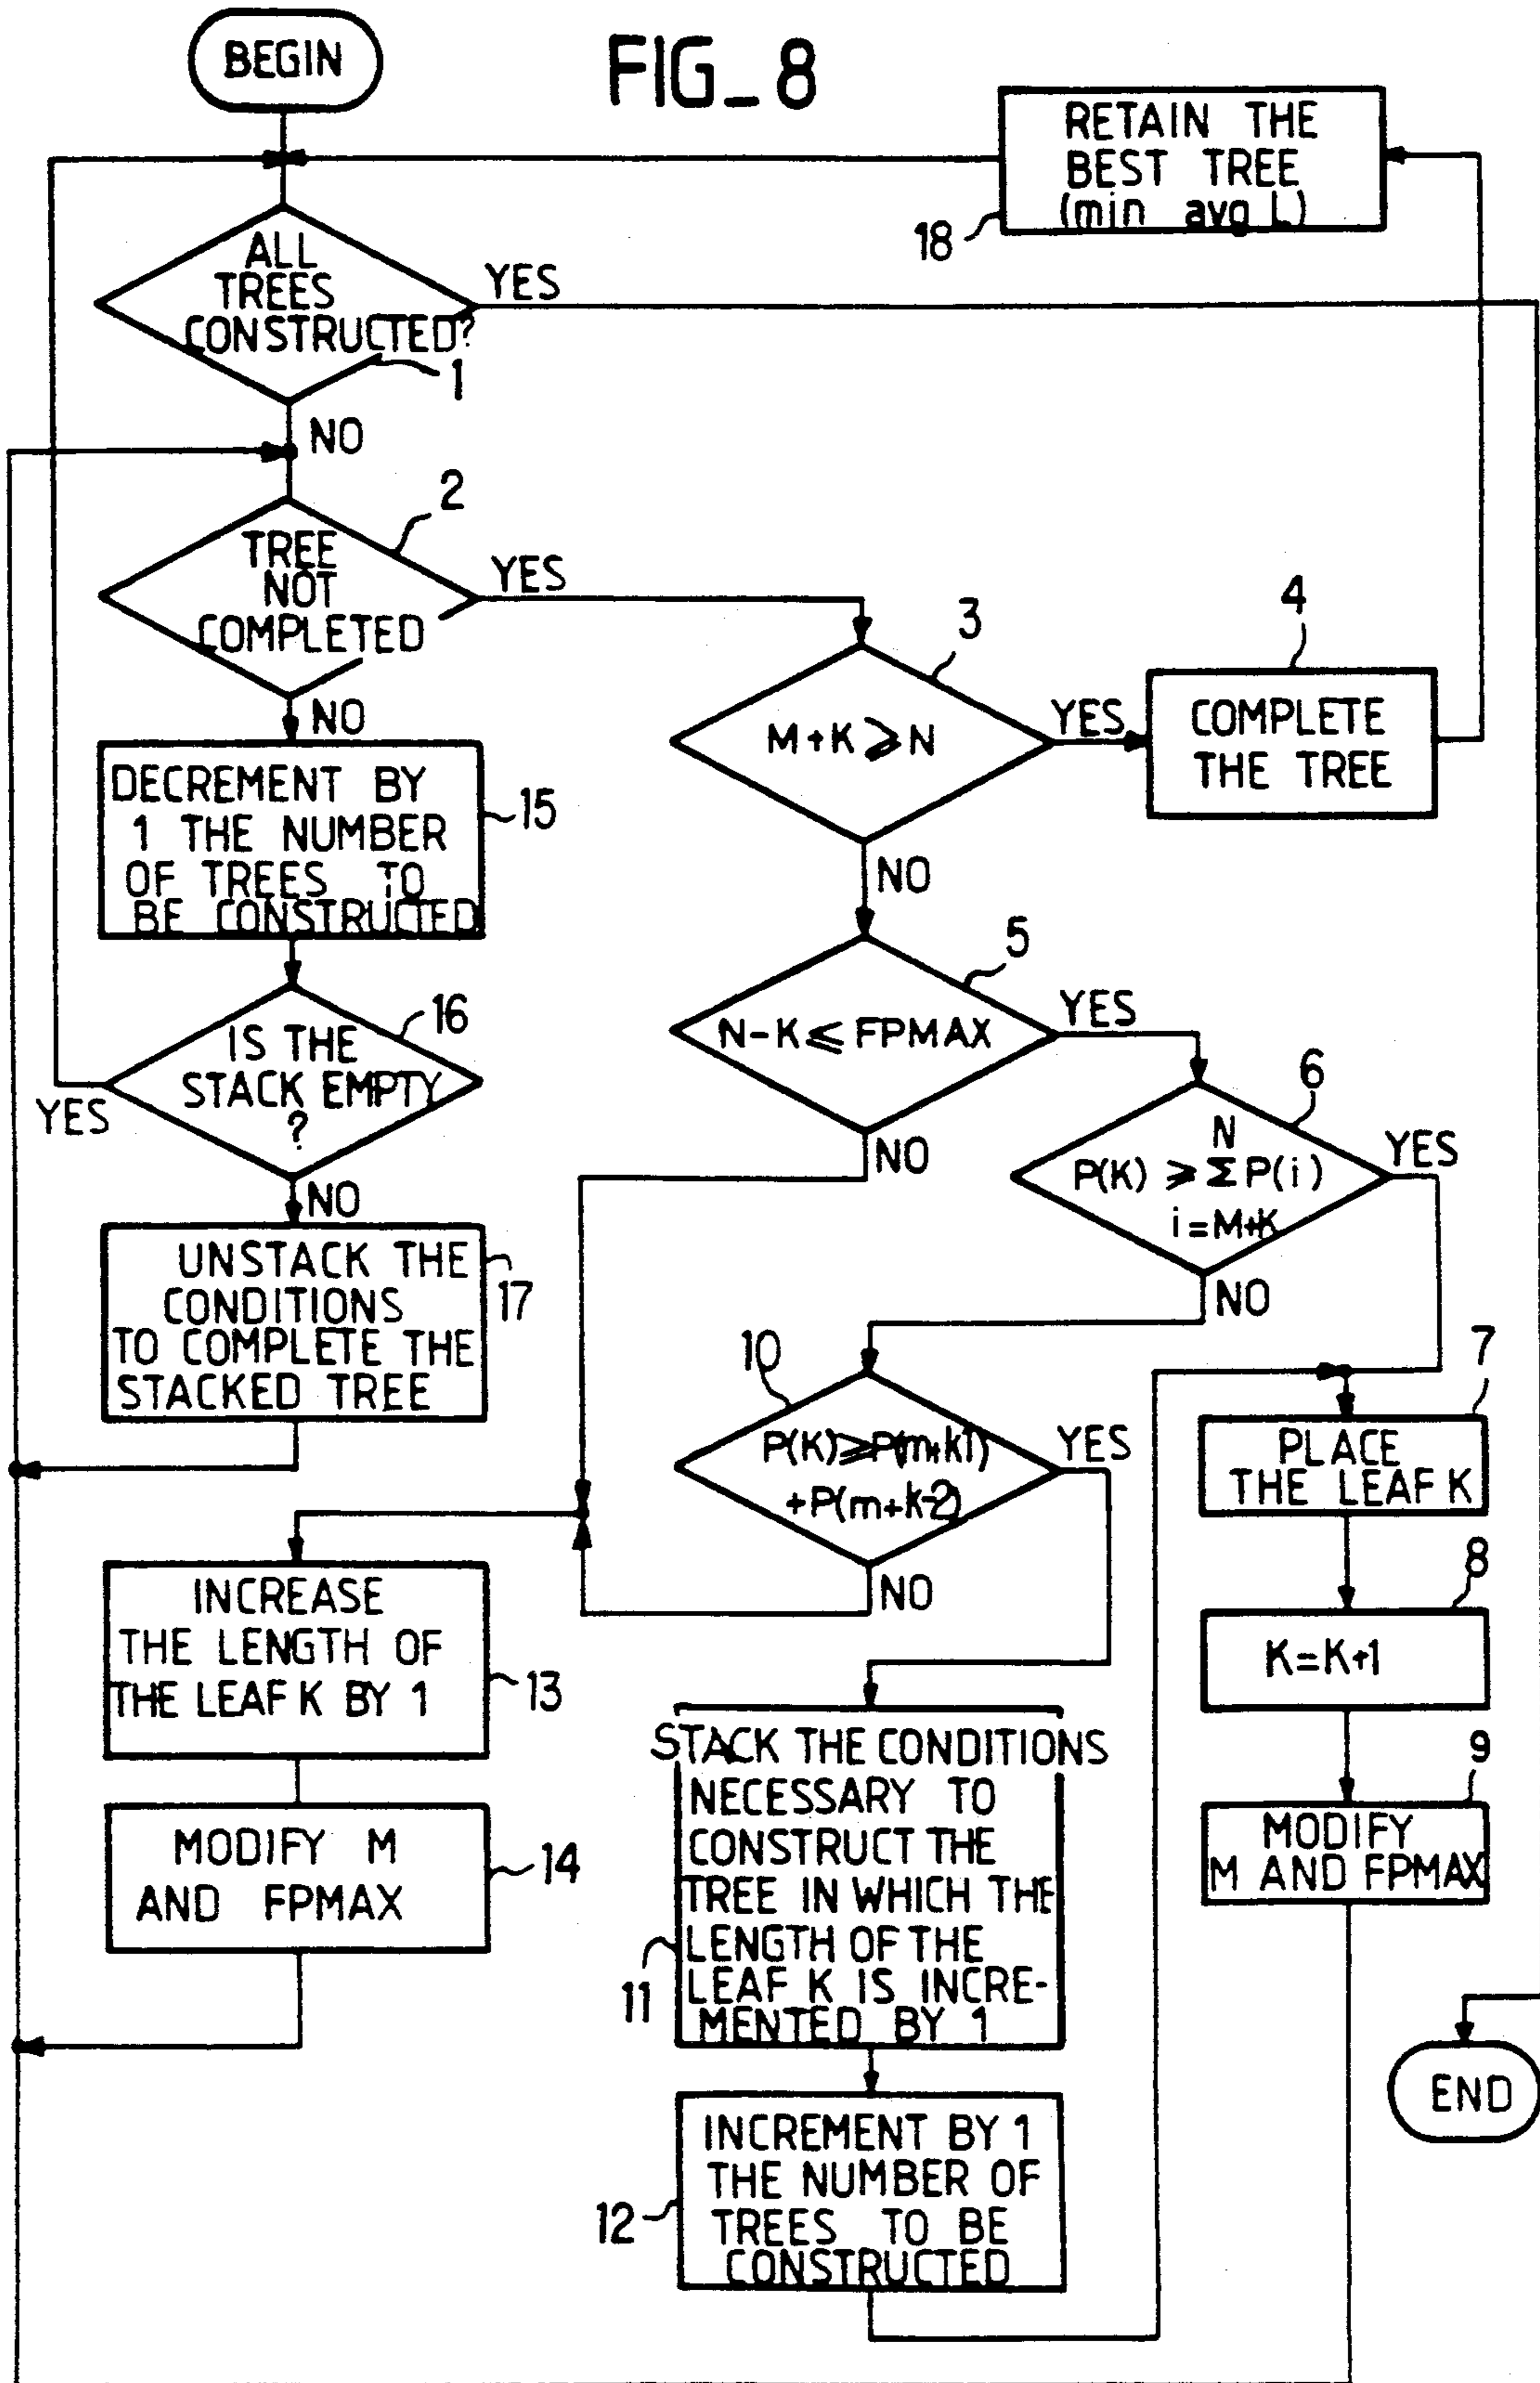 BEGIN
FIG_8
RETAIN THE
BEST TREE
(min avg L)
18
ALL
TREES
CONSTRUCTED?
YES
1
NO
2
TREE
NOT
COMPLETED
YES
NO
3
M+K⩾N
YES
NO
4
COMPLETE
THE TREE
DECREMENT BY
1 THE NUMBER
OF TREES TO
BE CONSTRUCTED
15
5
N-K⩽FPMAX
YES
NO
16
IS THE
STACK EMPTY
?
YES
NO
6
N
P(K) ⩾ Σ P(i)
i=M+K
YES
NO
UNSTACK THE
CONDITIONS
TO COMPLETE THE
STACKED TREE
17
10
P(K)⩾P(m+k1)
+P(m+k-2)
YES
NO
7
PLACE
THE LEAF K
8
K=K+1
9
MODIFY
M AND FPMAX
INCREASE
THE LENGTH OF
THE LEAF K BY 1
13
MODIFY M
AND FPMAX
14
STACK THE CONDITIONS
NECESSARY TO
CONSTRUCT THE
TREE IN WHICH THE
LENGTH OF THE
LEAF K IS INCRE-
MENTED BY 1
11
INCREMENT BY 1
THE NUMBER OF
TREES TO BE
CONSTRUCTED
12
END